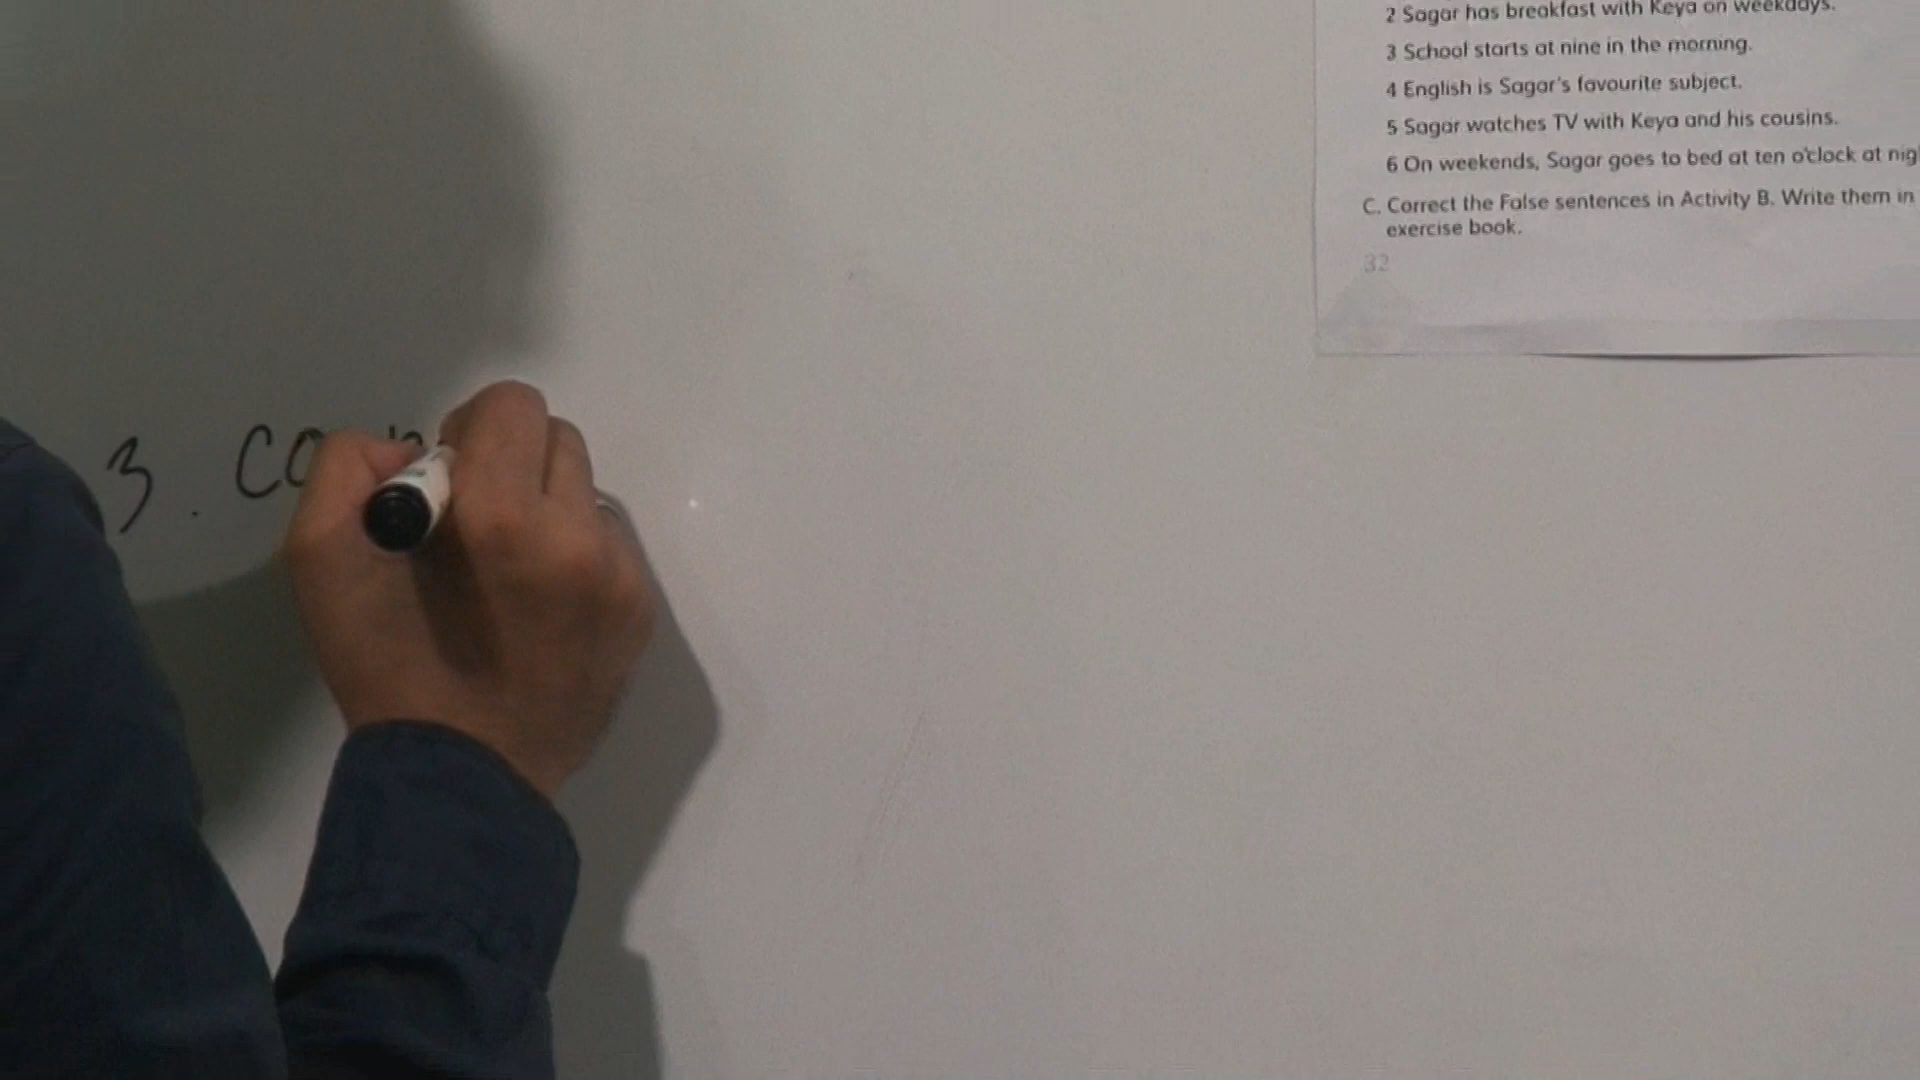 2 Sagar has breakfast with Keya on weekdays.
3 School starts at nine in the morning.
4 English is Sagar's favourite subject.
5 Sagar watches TV with Keya and his cousins.
6 On weekends, Sagar goes to bed at ten o'clock at
C. Correct the False sentences in Activity B. Write them in
exercise book.
32
3.